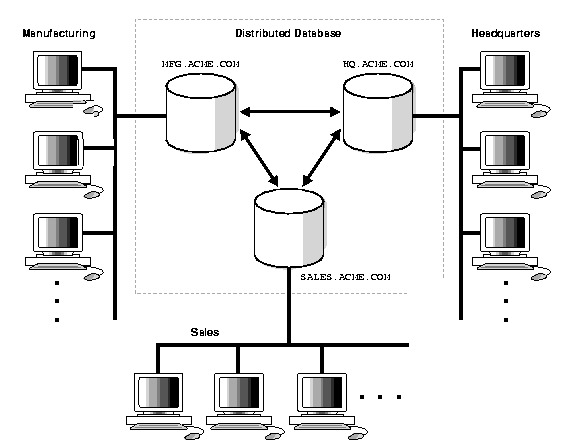 Manufacturing
Distributed Database
Headquarters
MFG.ACME.COM
HQ.ACME.COM
SALES.ACME.COM
Sales